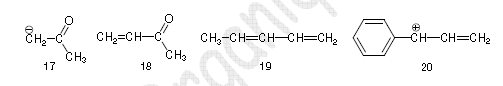 ⊖CH₂ C O CH₃
CH₂=CH C O CH₃
CH₃—CH=CH—CH=CH₂
⊕CH—CH=CH₂
17 18 19 20